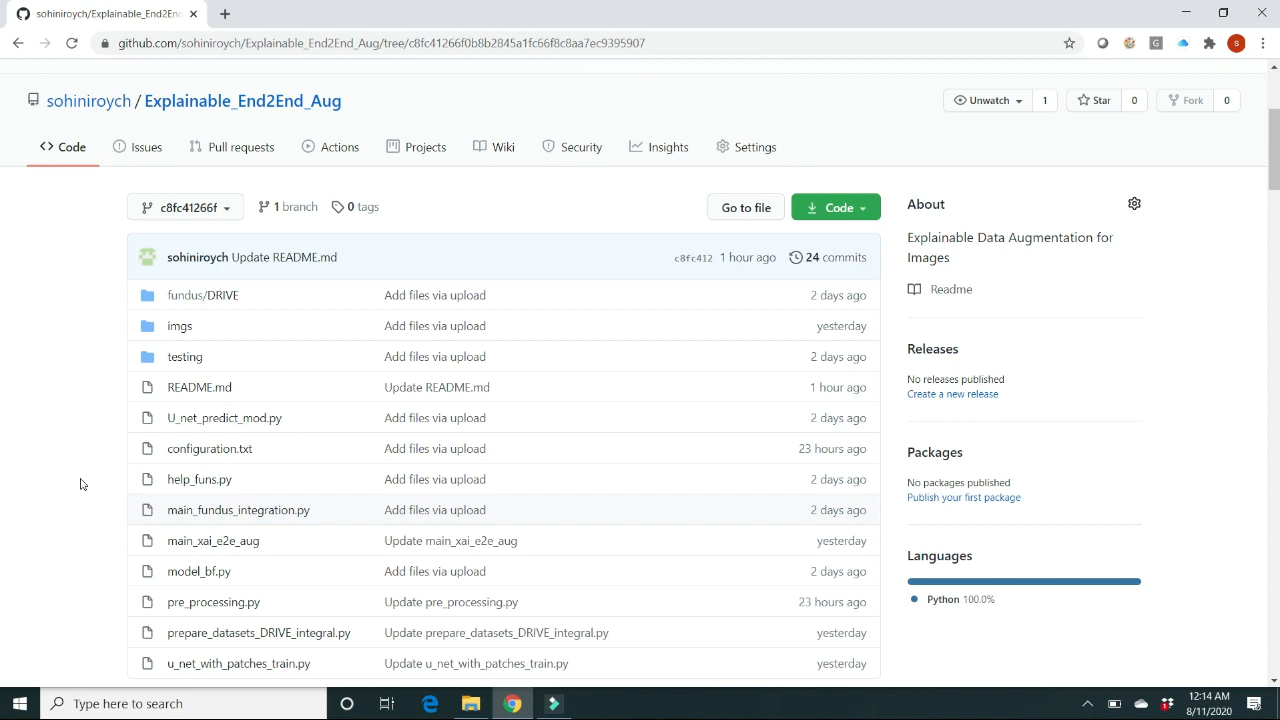 sohiniroych/Explainable_End2En
github.com/sohiniroych/Explainable_End2End_Aug/tree/c8fc41266f0b8b2845a1fc66f8c8aa7ec9395907
G
s
sohiniroych / Explainable_End2End_Aug
Unwatch 1
Star 0
Fork 0
Code Issues Pull requests Actions Projects Wiki Security Insights Settings
c8fc41266f 1 branch 0 tags Go to file Code
sohiniroych Update README.md c8fc412 1 hour ago 24 commits
fundus/DRIVE Add files via upload 2 days ago
imgs Add files via upload yesterday
testing Add files via upload 2 days ago
README.md Update README.md 1 hour ago
U_net_predict_mod.py Add files via upload 2 days ago
configuration.txt Add files via upload 23 hours ago
help_funs.py Add files via upload 2 days ago
main_fundus_integration.py Add files via upload 2 days ago
main_xai_e2e_aug Update main_xai_e2e_aug yesterday
model_bf.py Add files via upload 2 days ago
pre_processing.py Update pre_processing.py 23 hours ago
prepare_datasets_DRIVE_integral.py Update prepare_datasets_DRIVE_integral.py yesterday
u_net_with_patches_train.py Update u_net_with_patches_train.py yesterday
About
Explainable Data Augmentation for
Images
Readme
Releases
No releases published
Create a new release
Packages
No packages published
Publish your first package
Languages
Python 100.0%
Type here to search
12:14 AM
8/11/2020